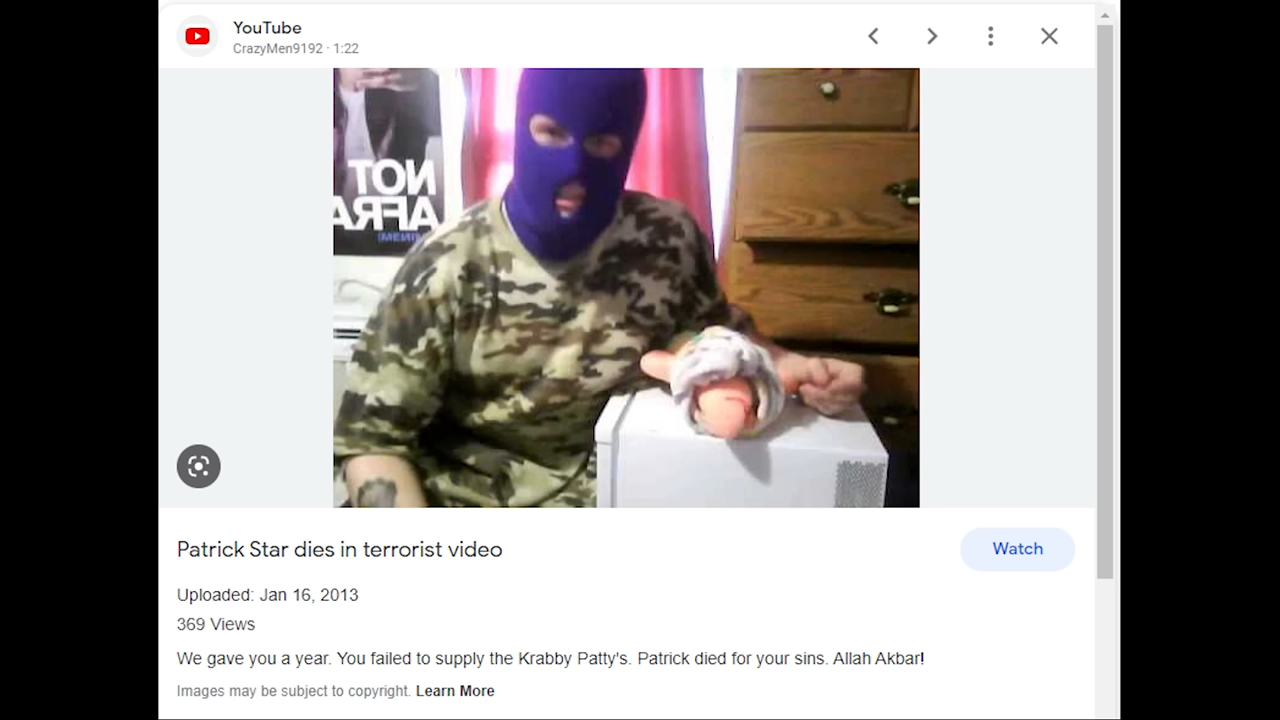 YouTube
CrazyMen9192 · 1:22
NOT
AFRA
(EMINEM)
Patrick Star dies in terrorist video
Watch
Uploaded: Jan 16, 2013
369 Views
We gave you a year. You failed to supply the Krabby Patty's. Patrick died for your sins. Allah Akbar!
Images may be subject to copyright. Learn More